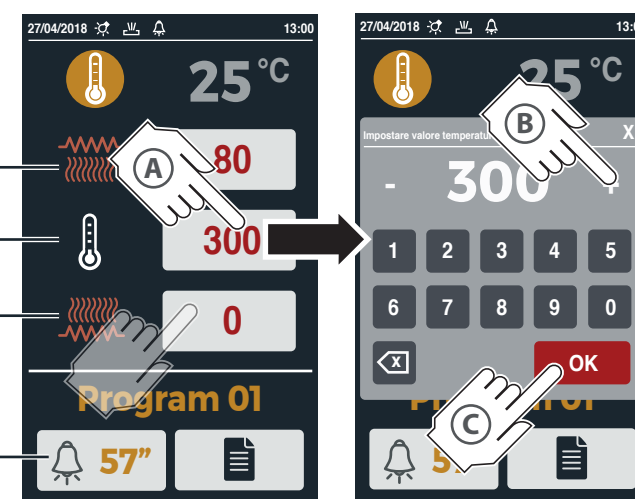 27/04/2018 13:00
25°C
80
A
300
0
Program 01
57”
27/04/2018
25°C
B
Impostare valore X
- 300 +
1 2 3 4 5
6 7 8 9 0
X
OK
C